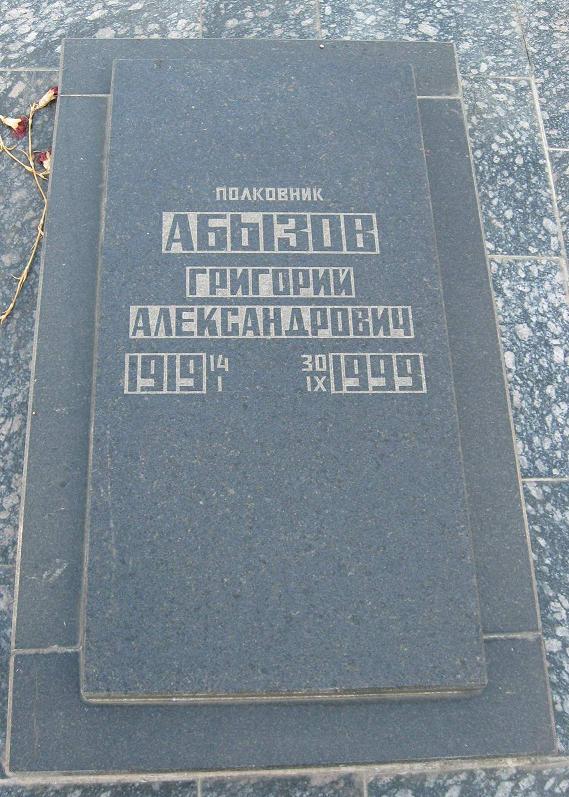 ПОЛКОВНИК
АБЫЗОВ
ГРИГОРИЙ
АЛЕКСАНДРОВИЧ
1919 14 I 30 IX 1999